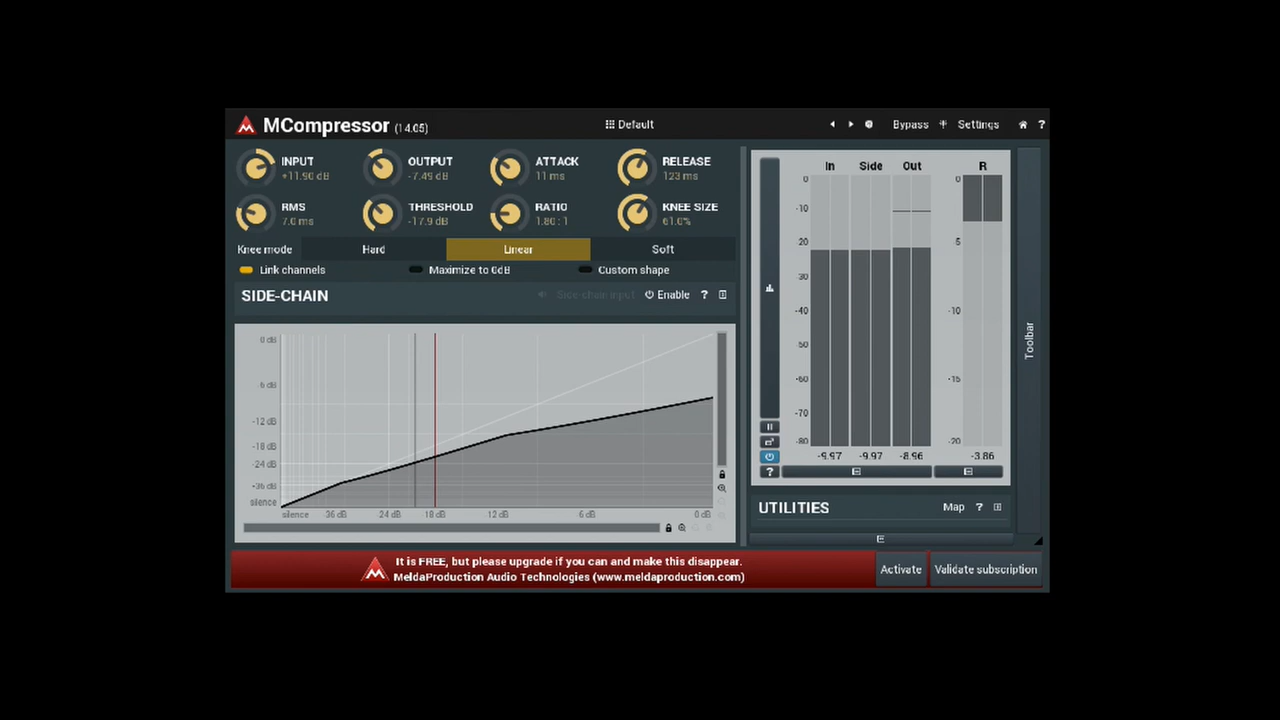 MCompressor (14.05)
Default
Bypass
Settings
?
INPUT
+11.90 dB
OUTPUT
-7.49 dB
ATTACK
11 ms
RELEASE
123 ms
RMS
7.0 ms
THRESHOLD
-17.9 dB
RATIO
1.80 : 1
KNEE SIZE
61.0%
Knee mode
Hard
Linear
Soft
Link channels
Maximize to 0dB
Custom shape
SIDE-CHAIN
Side-chain input
Enable
?
0 dB
-6 dB
-12 dB
-18 dB
-24 dB
-36 dB
silence
silence 36 dB 24 dB 18 dB 12 dB 6 dB 0 dB
In Side Out R
0
-10
20
-30
-40
-50
-60
-70
-80
0
5
-10
-15
-20
-9.97 -9.97 -8.96 -3.86
?
UTILITIES
Map
?
Toolbar
It is FREE, but please upgrade if you can and make this disappear.
MeldaProduction Audio Technologies (www.meldaproduction.com)
Activate
Validate subscription